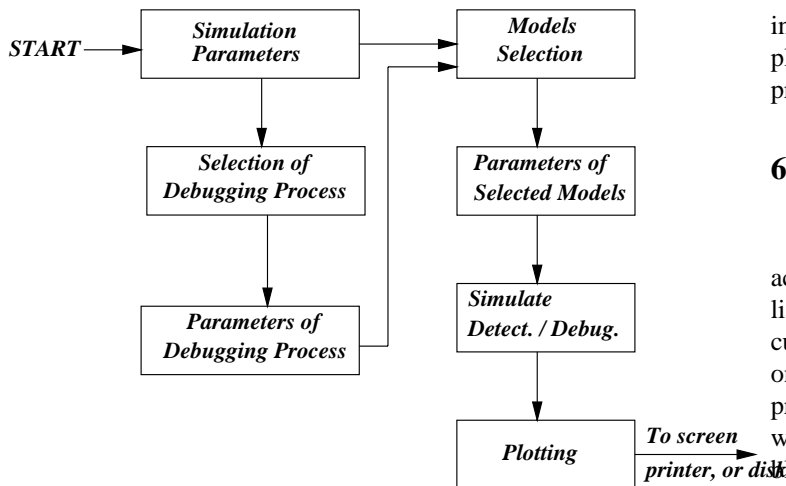 START
Simulation
Parameters
Models
Selection
Selection of
Debugging Process
Parameters of
Selected Models
Parameters of
Debugging Process
Simulate
Detect. / Debug.
Plotting
To screen
printer, or disk
6